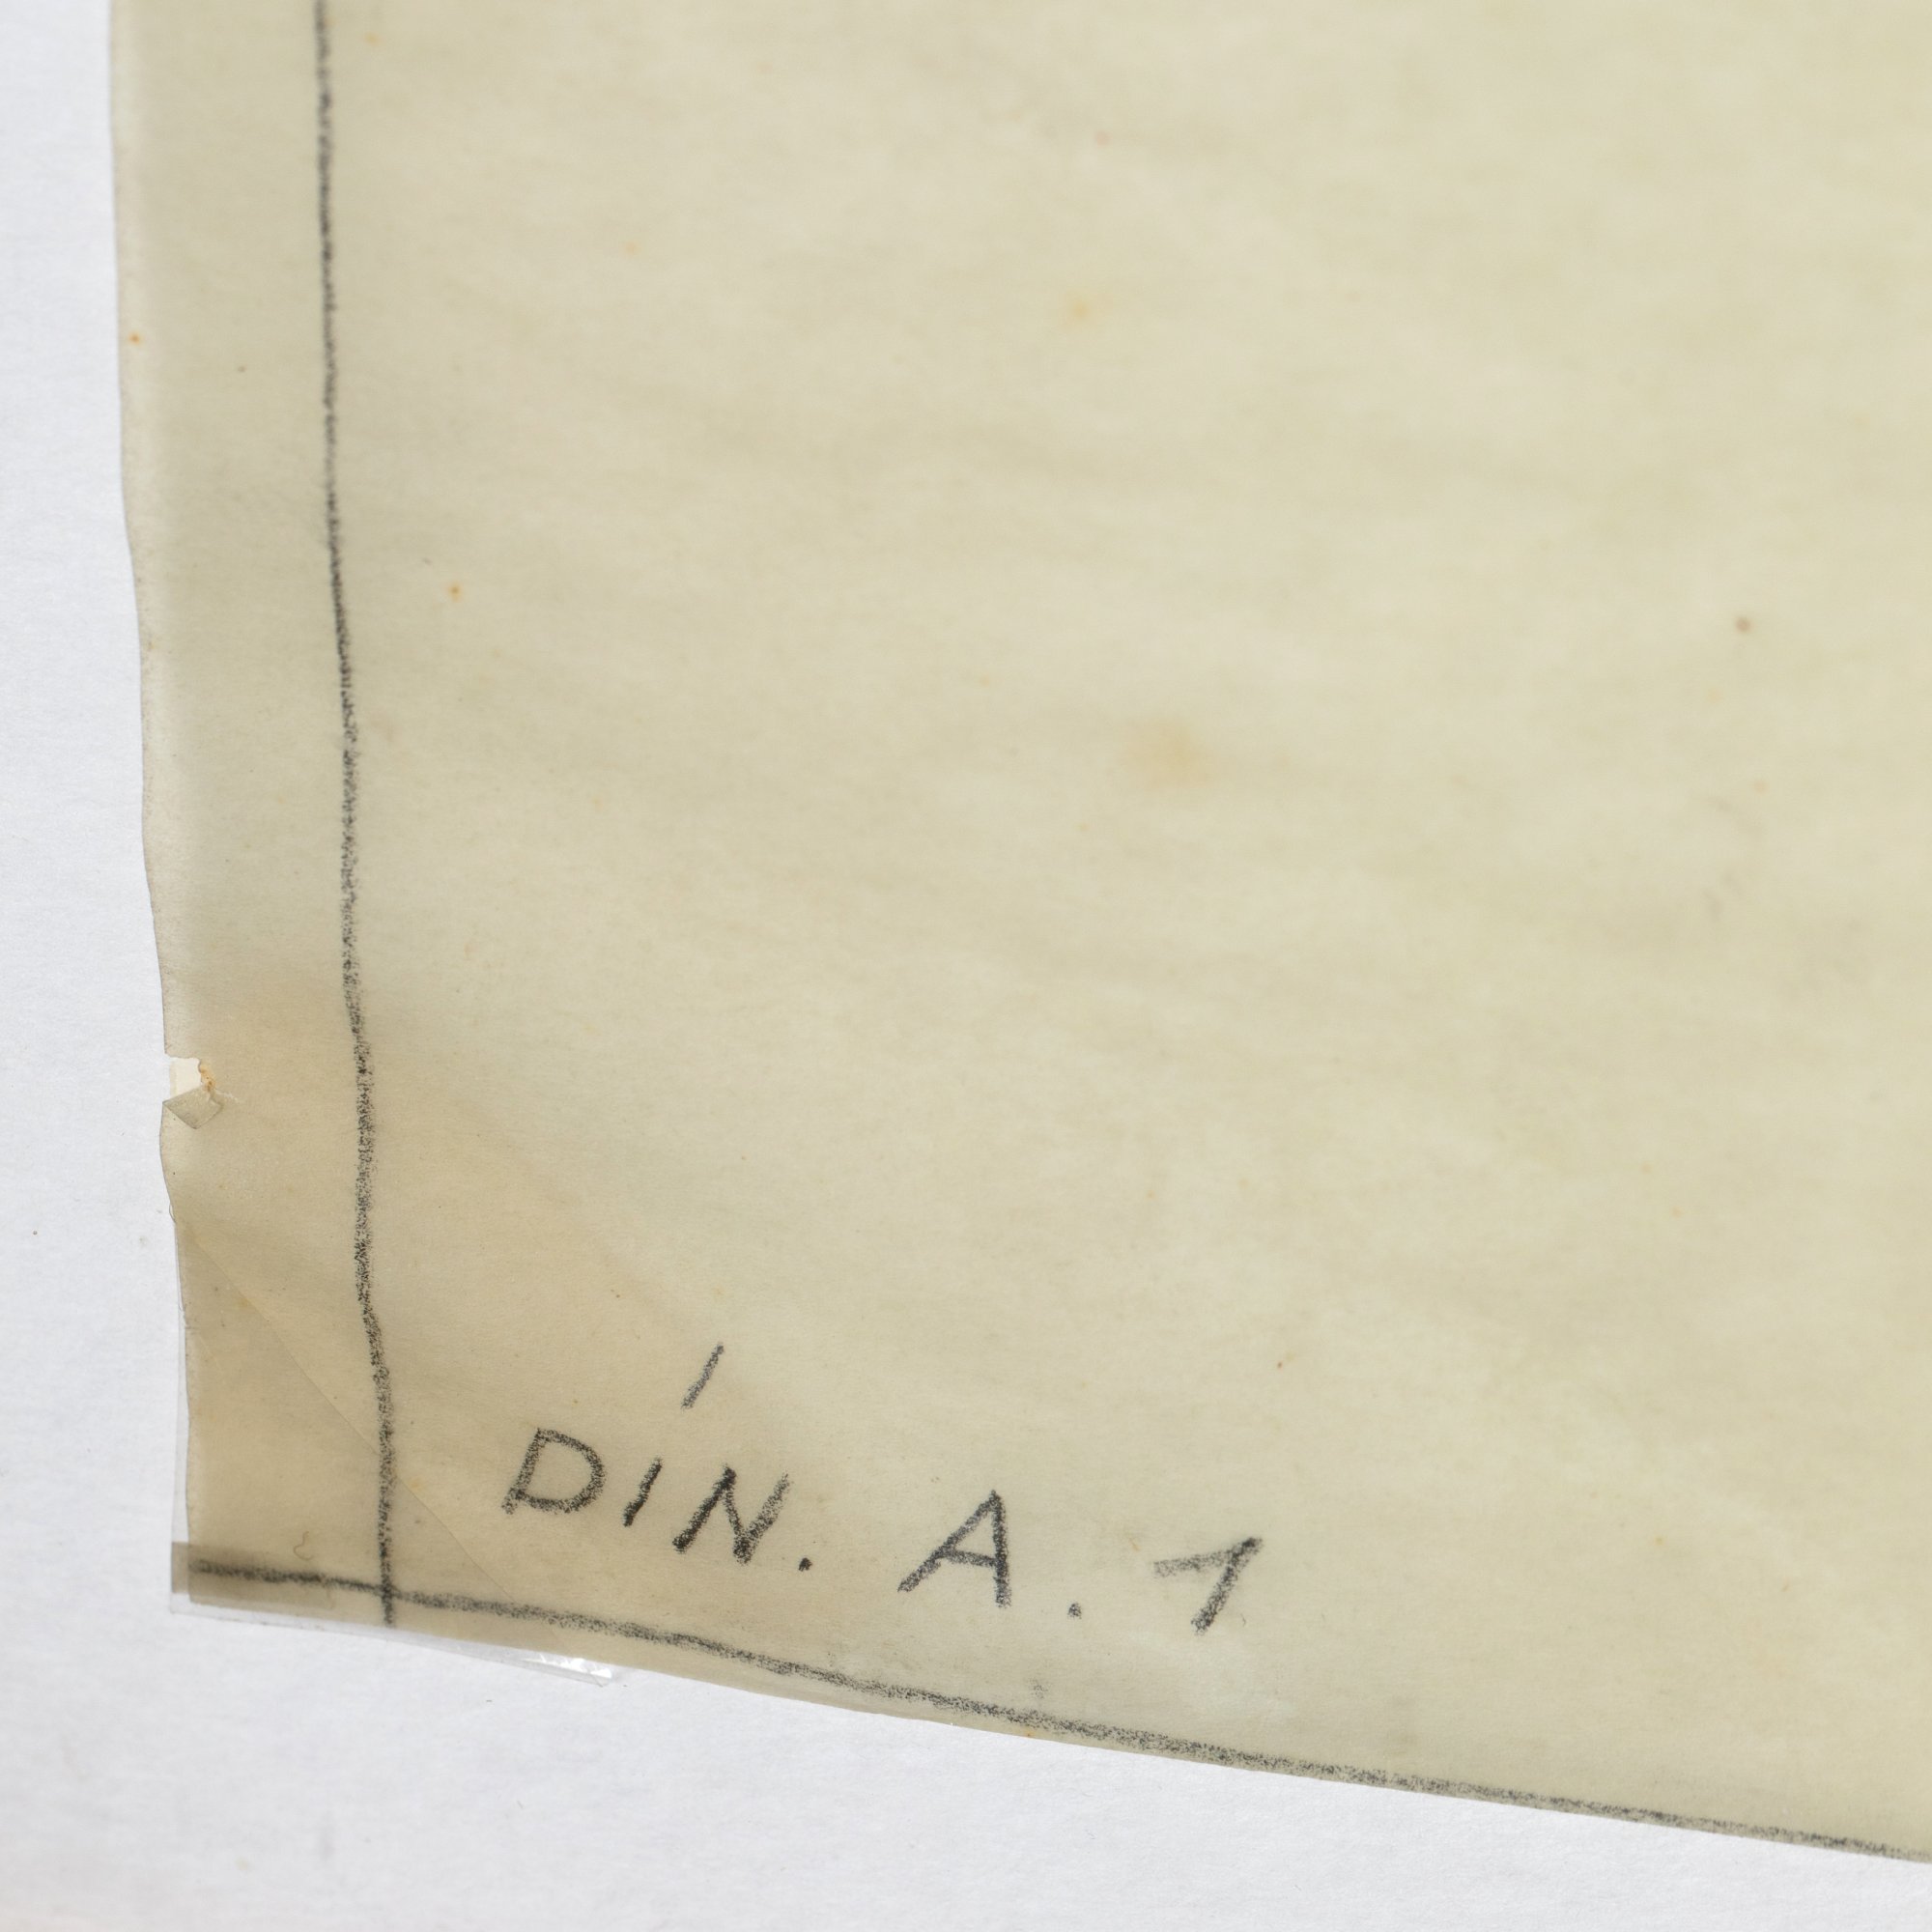 DIN. A. 1